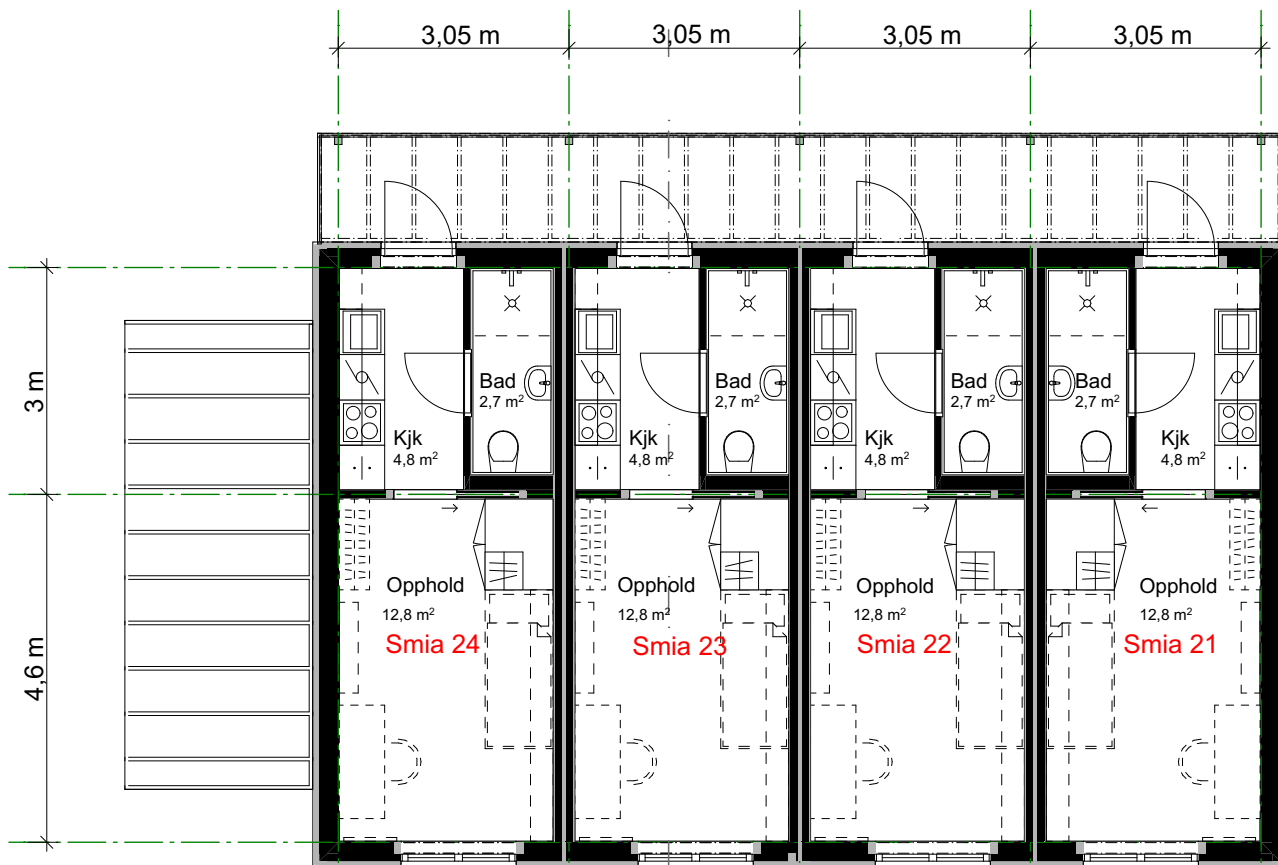 3,05 m
3,05 m
3,05 m
3,05 m
3 m
4,6 m
Bad
2,7 m²
Kjk
4,8 m²
Bad
2,7 m²
Kjk
4,8 m²
Bad
2,7 m²
Kjk
4,8 m²
Bad
2,7 m²
Kjk
4,8 m²
Opphold
12,8 m²
Smia 24
Opphold
12,8 m²
Smia 23
Opphold
12,8 m²
Smia 22
Opphold
12,8 m²
Smia 21